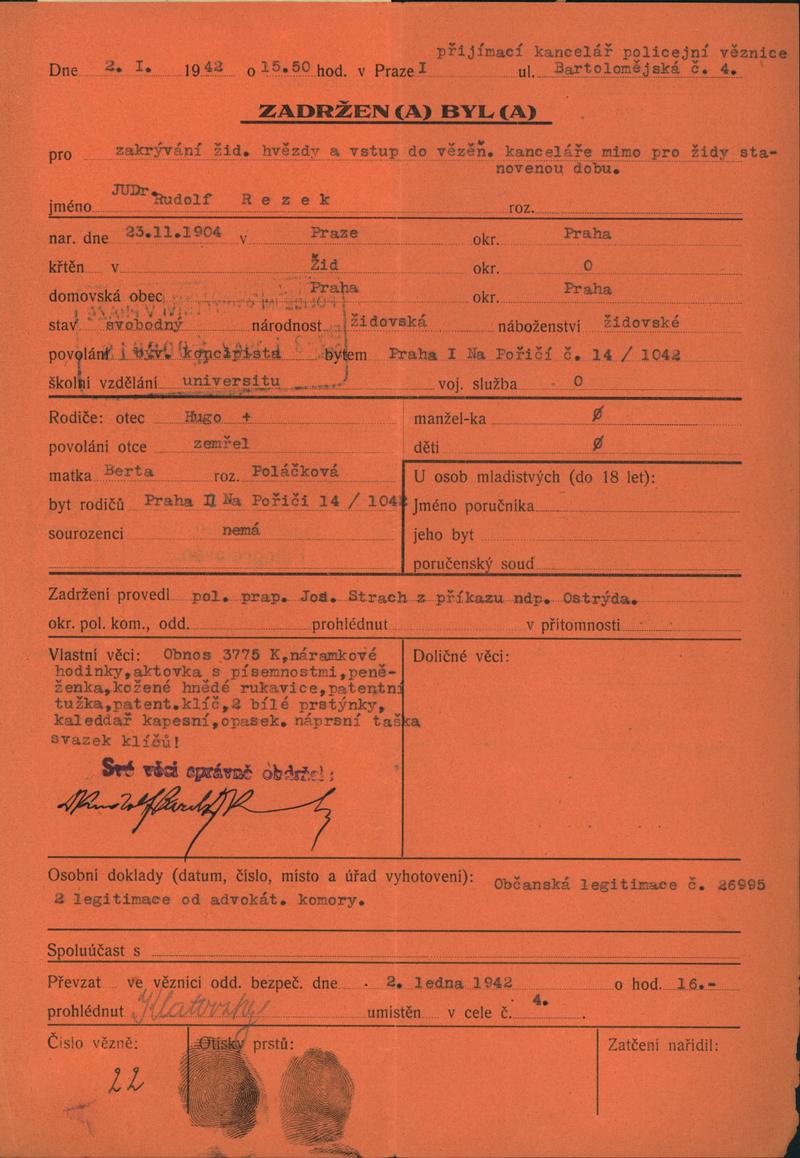 přijímací kancelář policejní věznice
Dne 2. I. 1942 o 15.50 hod. v Praze I ul. Bartolomějská č. 4.
ZADRŽEN (A) BYL (A)
pro zakrývání žid. hvězdy a vstup do vězeň. kanceláře mimo pro židy sta-
novenou dobu.
jméno JUDr. Rudolf R e z e k roz.
nar. dne 23.11.1904 v Praze okr. Praha
křtěn v Žid okr. 0
domovská obec Praha okr. Praha
stav svobodný národnost židovská náboženství židovské
povolání koncipista bytem Praha I Na Poříčí č. 14 / 1042
školní vzdělání universitu voj. služba 0
Rodiče: otec Hugo + manžel-ka ∅
povolání otce zemřel děti ∅
matka Berta roz. Poláčková U osob mladistvých (do 18 let):
byt rodičů Praha II Na Poříči 14 / 1042 Jméno poručníka
sourozenci nemá jeho byt
poručenský soud
Zadržení provedl pol. prap. Jos. Strach z příkazu ndp. Ostrýda.
okr. pol. kom., odd. prohlédnut v přítomnosti
Vlastní věci: Obnos 3775 K,náramkové Doličné věci:
hodinky,aktovka s písemnostmi,peně-
ženka,kožené hnědé rukavice,patentní
tužka,patent.klíč,2 bílé prstýnky,
kaleddař kapesní,opasek. náprsní taška
svazek klíčů!
Své věci správně obdržel:
Osobní doklady (datum, číslo, místo a úřad vyhotovení): Občanská legitimace č. 26995
2 legitimace od advokát. komory.
Spoluúčast s
Převzat ve věznici odd. bezpeč. dne 2. ledna 1942 o hod. 16.-
prohlédnut Klatovský umístěn v cele č. 4.
Číslo vězně: Otisky prstů: Zatčení nařídil:
22